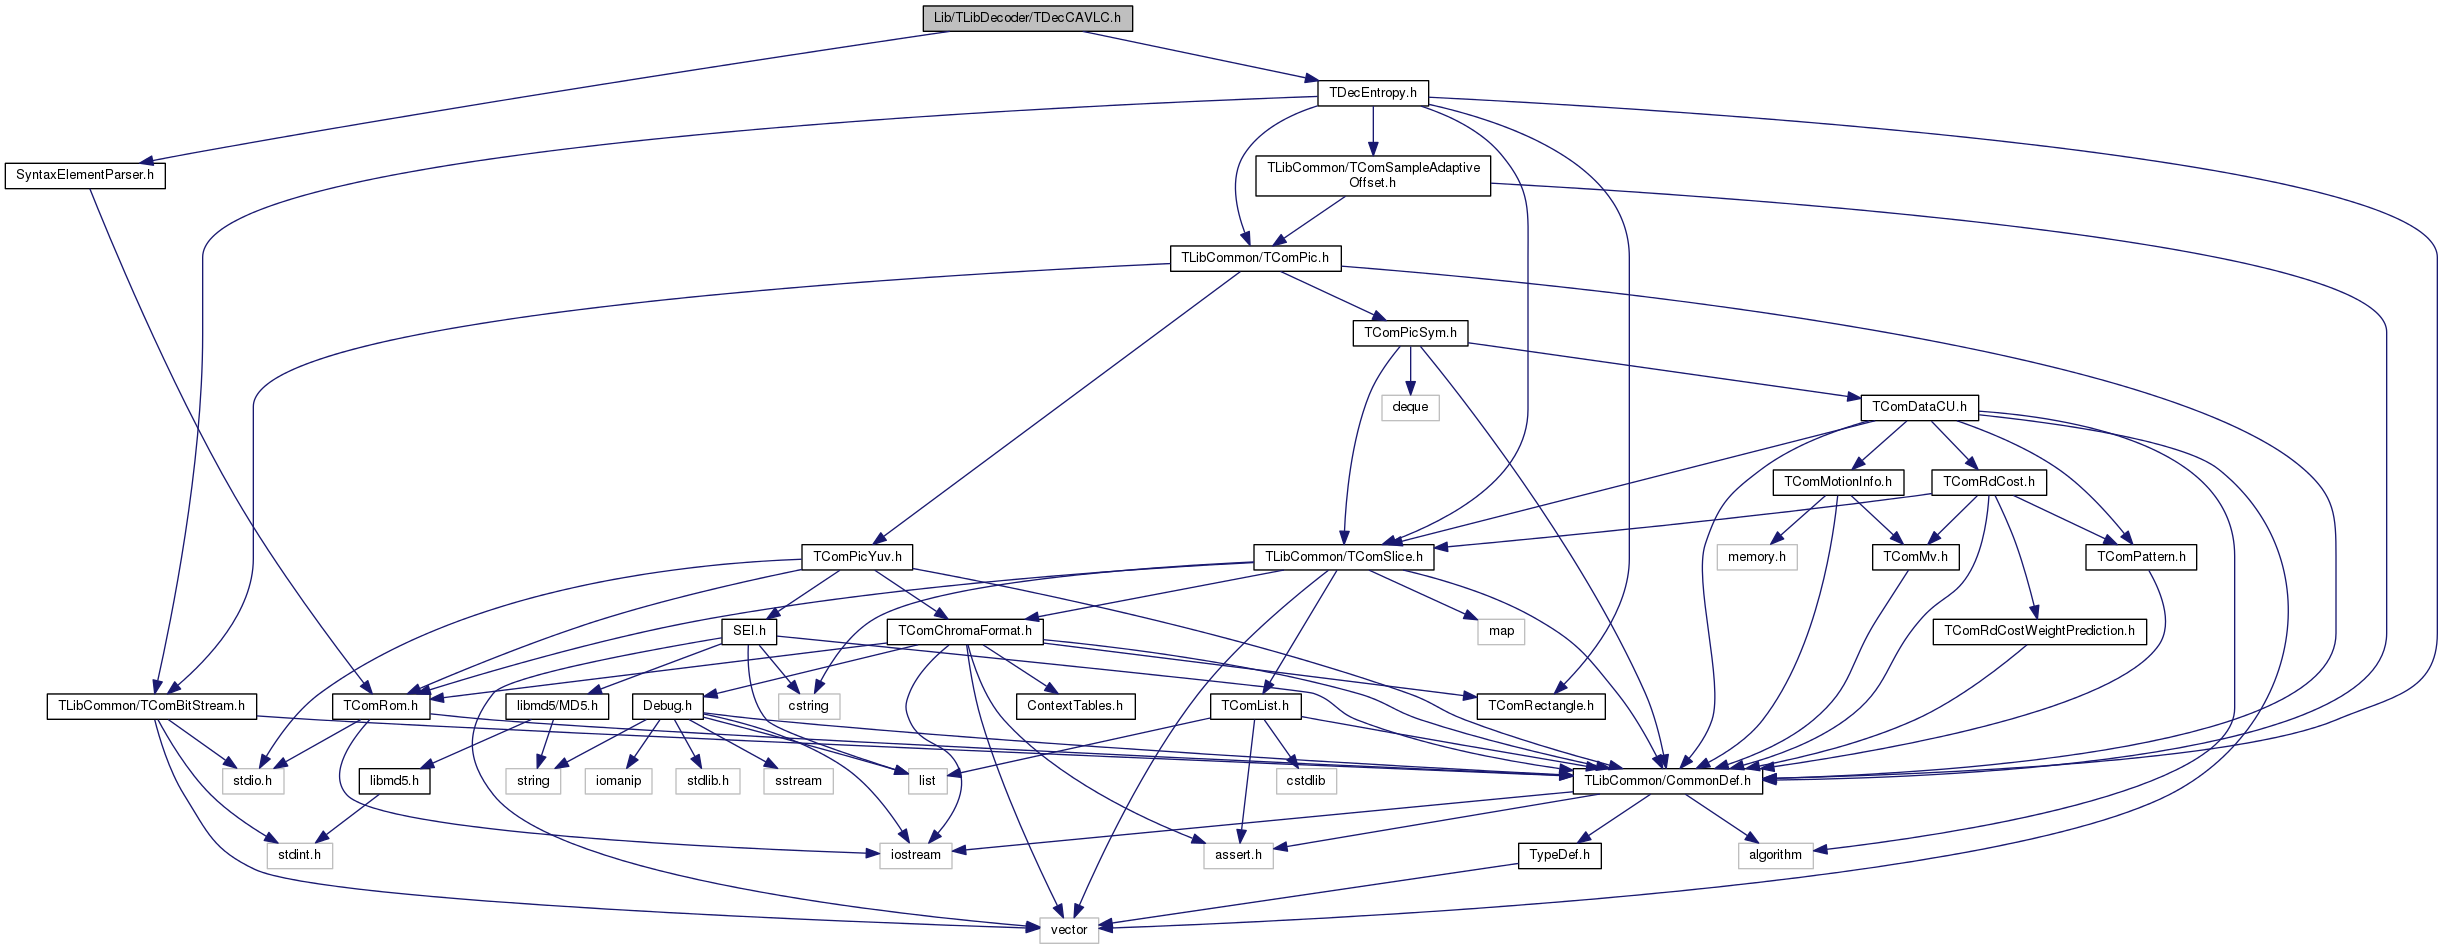 Lib/TLibDecoder/TDecCAVLC.h
TDecEntropy.h
SyntaxElementParser.h
TLibCommon/TComSampleAdaptive
Offset.h
TLibCommon/TComPic.h
TComPicSym.h
deque
TComDataCU.h
TComMotionInfo.h
TComRdCost.h
TComPicYuv.h
TLibCommon/TComSlice.h
memory.h
TComMv.h
TComPattern.h
SEI.h
TComChromaFormat.h
map
TComRdCostWeightPrediction.h
TLibCommon/TComBitStream.h
TComRom.h
libmd5/MD5.h
Debug.h
cstring
ContextTables.h
TComList.h
TComRectangle.h
stdio.h
libmd5.h
string
iomanip
stdlib.h
sstream
list
cstdlib
TLibCommon/CommonDef.h
stdint.h
iostream
assert.h
TypeDef.h
algorithm
vector